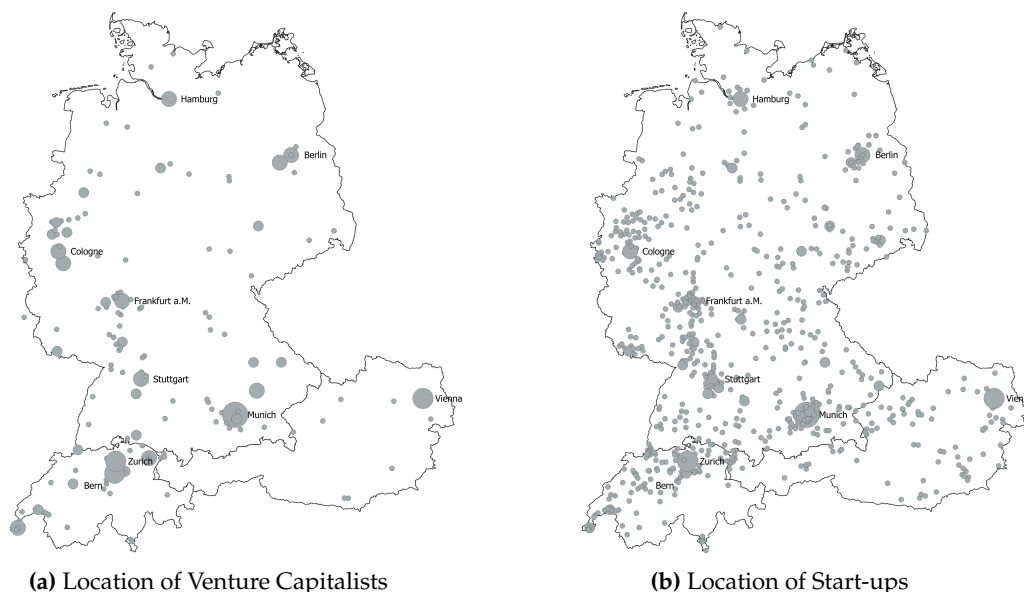 Hamburg
Berlin
Cologne
Frankfurt a.M.
Stuttgart
Munich
Vienna
Zurich
Bern
(a) Location of Venture Capitalists
Hamburg
Berlin
Cologne
Frankfurt a.M.
Stuttgart
Munich
Vien
Zurich
Bern
(b) Location of Start-ups